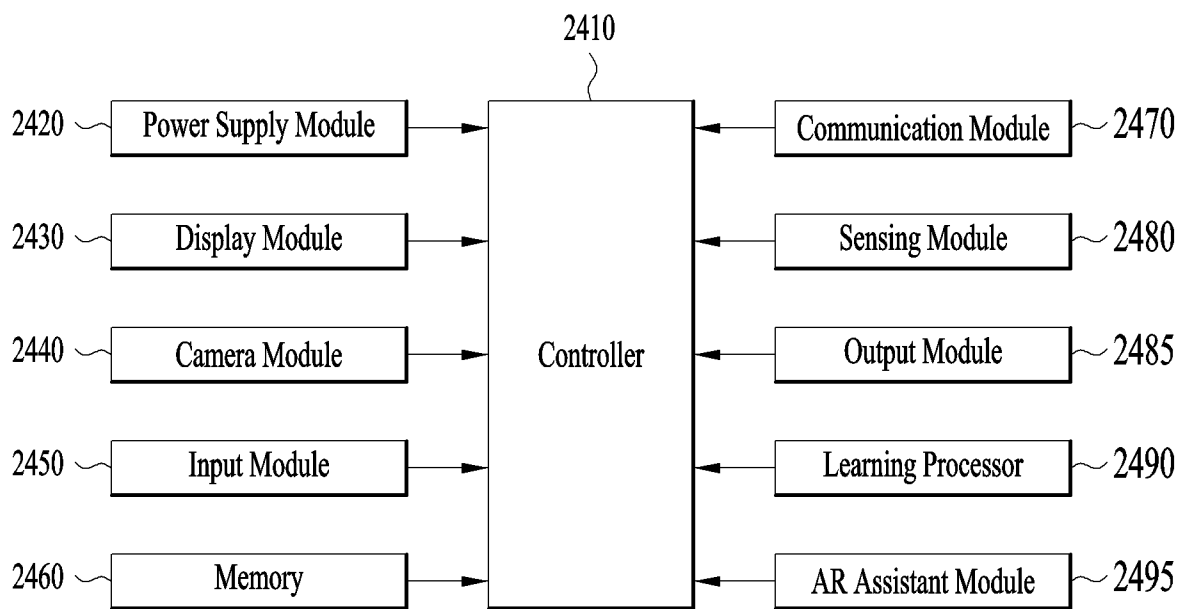 2410
2420 Power Supply Module
2430 Display Module
2440 Camera Module
2450 Input Module
2460 Memory
Controller
Communication Module 2470
Sensing Module 2480
Output Module 2485
Learning Processor 2490
AR Assistant Module 2495